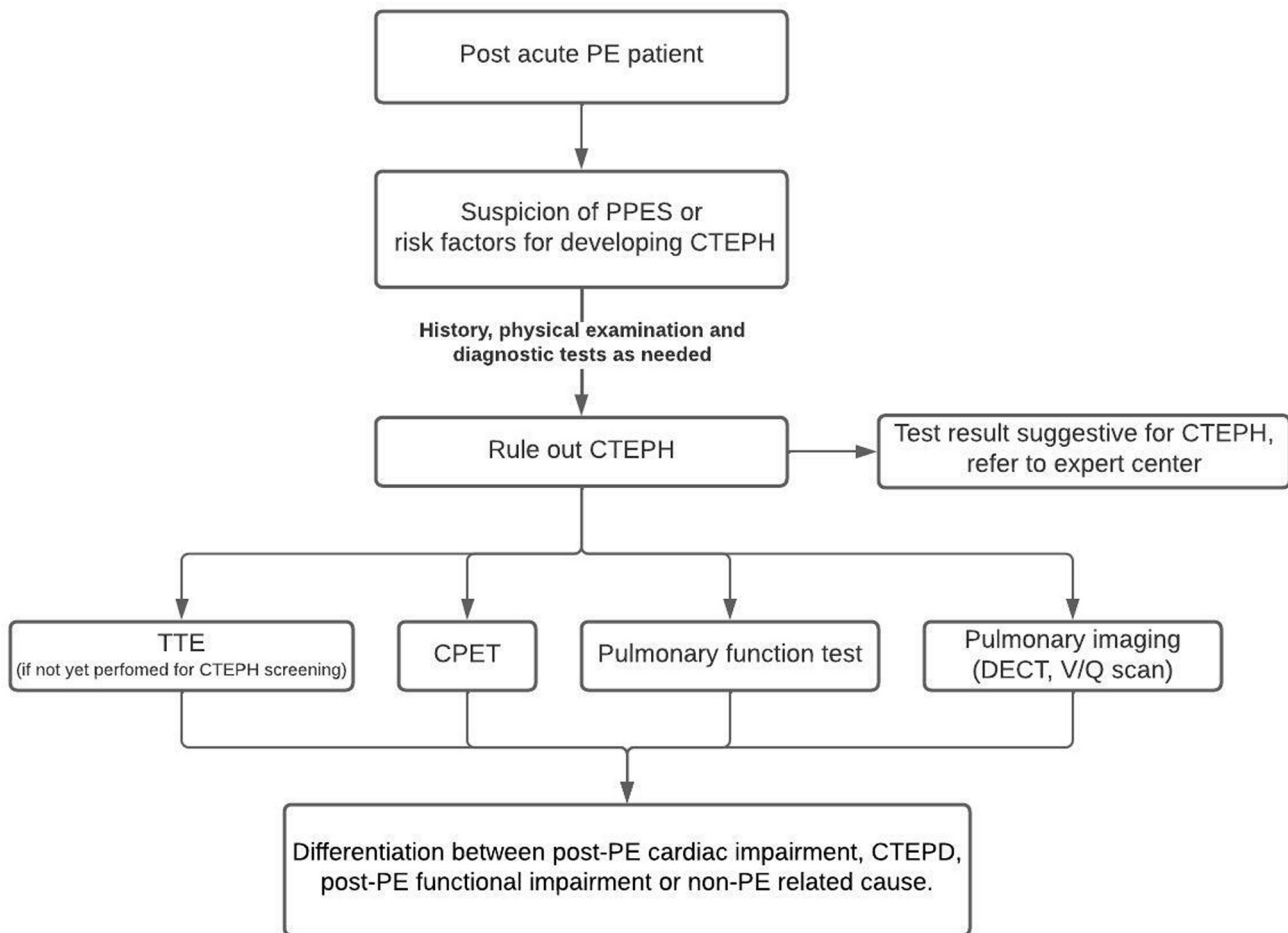 Post acute PE patient
Suspicion of PPES or
risk factors for developing CTEPH
History, physical examination and
diagnostic tests as needed
Rule out CTEPH
Test result suggestive for CTEPH,
refer to expert center
TTE
(if not yet perfomed for CTEPH screening)
CPET
Pulmonary function test
Pulmonary imaging
(DECT, V/Q scan)
Differentiation between post-PE cardiac impairment, CTEPD,
post-PE functional impairment or non-PE related cause.